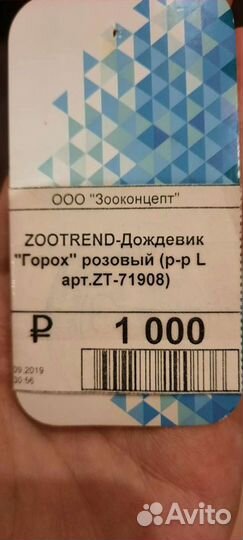 ООО "Зооконцепт"
ZOOTREND-Дождевик
"Горох" розовый (р-р L
арт.ZT-71908)
₽ 1 000
09.2019
Avito